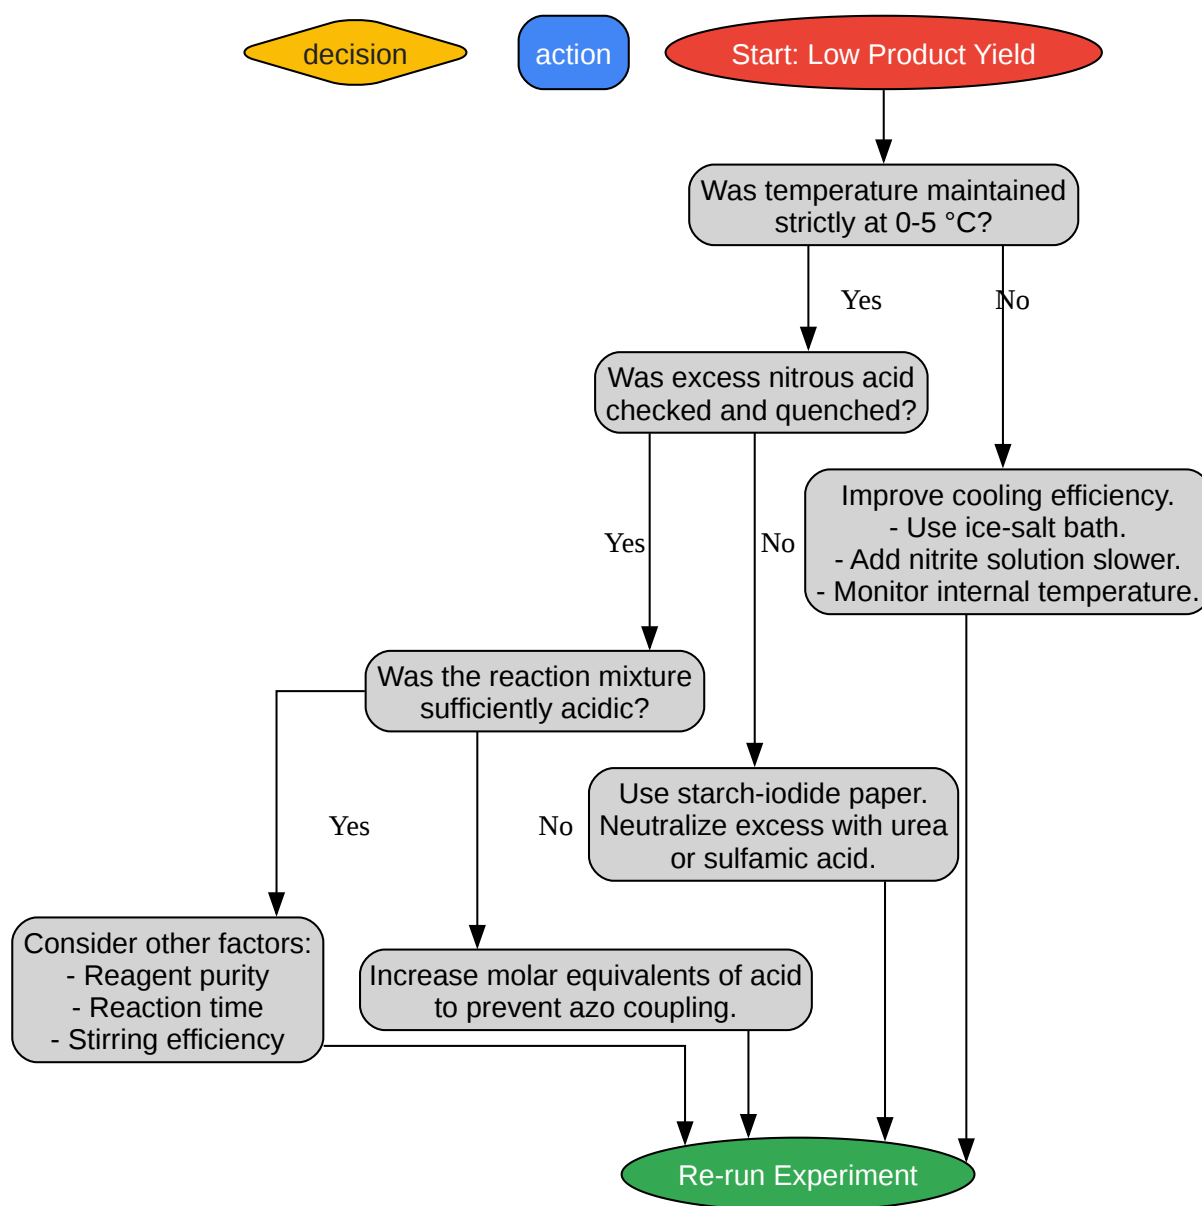 decision
action
Start: Low Product Yield
Was temperature maintained
strictly at 0-5 °C?
Yes
No
Was excess nitrous acid
checked and quenched?
Improve cooling efficiency.
- Use ice-salt bath.
- Add nitrite solution slower.
- Monitor internal temperature.
Yes
No
Was the reaction mixture
sufficiently acidic?
Use starch-iodide paper.
Neutralize excess with urea
or sulfamic acid.
Yes
No
Consider other factors:
- Reagent purity
- Reaction time
- Stirring efficiency
Increase molar equivalents of acid
to prevent azo coupling.
Re-run Experiment